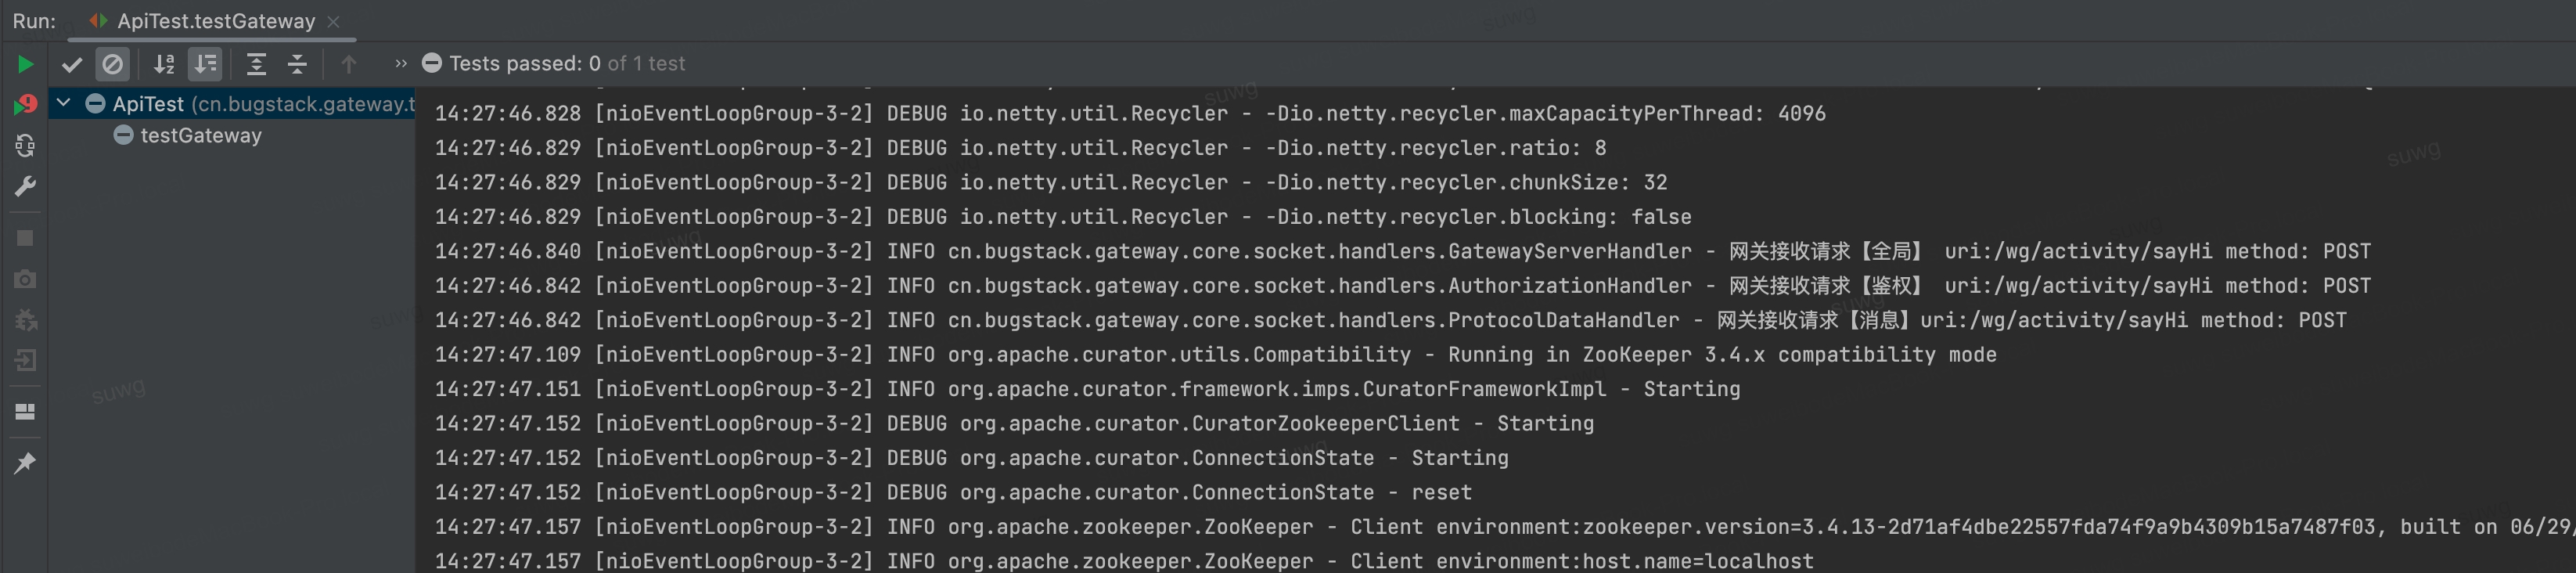 Run: ApiTest.testGateway
Tests passed: 0 of 1 test
ApiTest (cn.bugstack.gateway.t
testGateway
14:27:46.828 [nioEventLoopGroup-3-2] DEBUG io.netty.util.Recycler - -Dio.netty.recycler.maxCapacityPerThread: 4096
14:27:46.829 [nioEventLoopGroup-3-2] DEBUG io.netty.util.Recycler - -Dio.netty.recycler.ratio: 8
14:27:46.829 [nioEventLoopGroup-3-2] DEBUG io.netty.util.Recycler - -Dio.netty.recycler.chunkSize: 32
14:27:46.829 [nioEventLoopGroup-3-2] DEBUG io.netty.util.Recycler - -Dio.netty.recycler.blocking: false
14:27:46.840 [nioEventLoopGroup-3-2] INFO cn.bugstack.gateway.core.socket.handlers.GatewayServerHandler - 网关接收请求【全局】 uri:/wg/activity/sayHi method: POST
14:27:46.842 [nioEventLoopGroup-3-2] INFO cn.bugstack.gateway.core.socket.handlers.AuthorizationHandler - 网关接收请求【鉴权】 uri:/wg/activity/sayHi method: POST
14:27:46.842 [nioEventLoopGroup-3-2] INFO cn.bugstack.gateway.core.socket.handlers.ProtocolDataHandler - 网关接收请求【消息】uri:/wg/activity/sayHi method: POST
14:27:47.109 [nioEventLoopGroup-3-2] INFO org.apache.curator.utils.Compatibility - Running in ZooKeeper 3.4.x compatibility mode
14:27:47.151 [nioEventLoopGroup-3-2] INFO org.apache.curator.framework.imps.CuratorFrameworkImpl - Starting
14:27:47.152 [nioEventLoopGroup-3-2] DEBUG org.apache.curator.CuratorZookeeperClient - Starting
14:27:47.152 [nioEventLoopGroup-3-2] DEBUG org.apache.curator.ConnectionState - Starting
14:27:47.152 [nioEventLoopGroup-3-2] DEBUG org.apache.curator.ConnectionState - reset
14:27:47.157 [nioEventLoopGroup-3-2] INFO org.apache.zookeeper.ZooKeeper - Client environment:zookeeper.version=3.4.13-2d71af4dbe22557fda74f9a9b4309b15a7487f03, built on 06/29/
14:27:47.157 [nioEventLoopGroup-3-2] INFO org.apache.zookeeper.ZooKeeper - Client environment:host.name=localhost